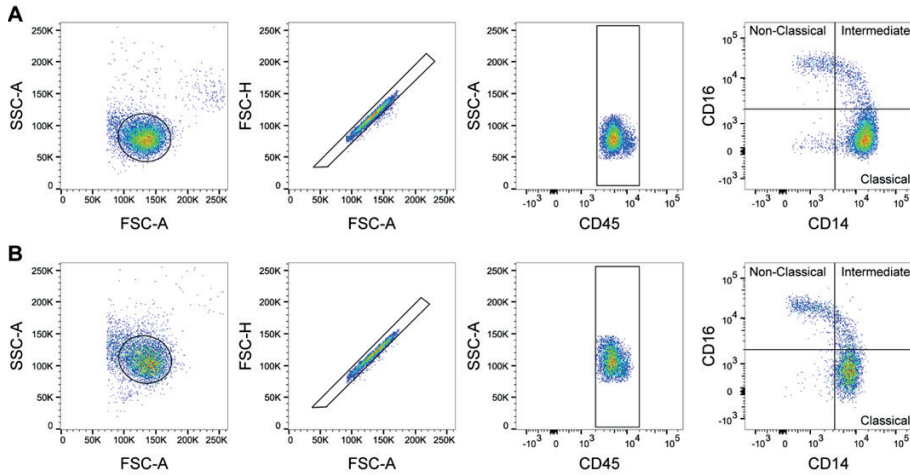 A
SSC-A
250K
200K
150K
100K
50K
0
0 50K 100K 150K 200K 250K
FSC-A
FSC-H
250K
200K
150K
100K
50K
0
0 50K 100K 150K 200K 250K
FSC-A
SSC-A
250K
200K
150K
100K
50K
0
-10³ 0 10³ 10⁴ 10⁵
CD45
CD16
10⁵
10⁴
10³
0
-10³
Non-Classical Intermediate
Classical
-10³ 0 10³ 10⁴ 10⁵
CD14
B
SSC-A
250K
200K
150K
100K
50K
0
0 50K 100K 150K 200K 250K
FSC-A
FSC-H
250K
200K
150K
100K
50K
0
0 50K 100K 150K 200K 250K
FSC-A
SSC-A
250K
200K
150K
100K
50K
0
-10³ 0 10³ 10⁴ 10⁵
CD45
CD16
10⁵
10⁴
10³
0
-10³
Non-Classical Intermediate
Classical
-10³ 0 10³ 10⁴ 10⁵
CD14